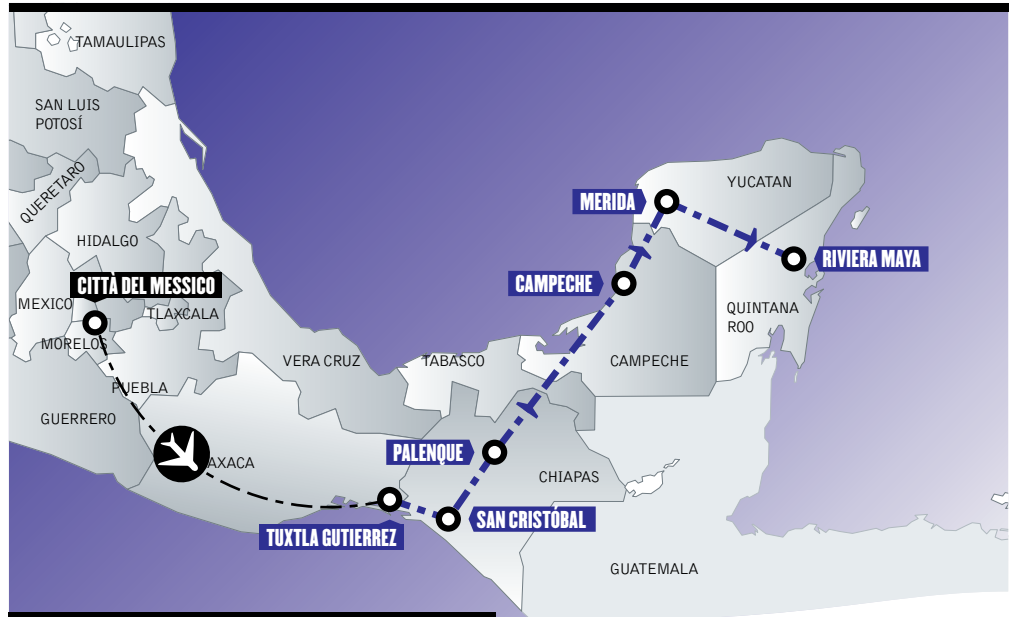 TAMAULIPAS
SAN LUIS
POTOSÍ
QUERETARO
YUCATAN
MERIDA
HIDALGO
RIVIERA MAYA
CITTÀ DEL MESSICO
CAMPECHE
MEXICO
TLAXCALA
QUINTANA
ROO
MORELOS
VERA CRUZ
TABASCO
CAMPECHE
PUEBLA
GUERRERO
PALENQUE
AXACA
CHIAPAS
SAN CRISTÓBAL
TUXTLA GUTIERREZ
GUATEMALA